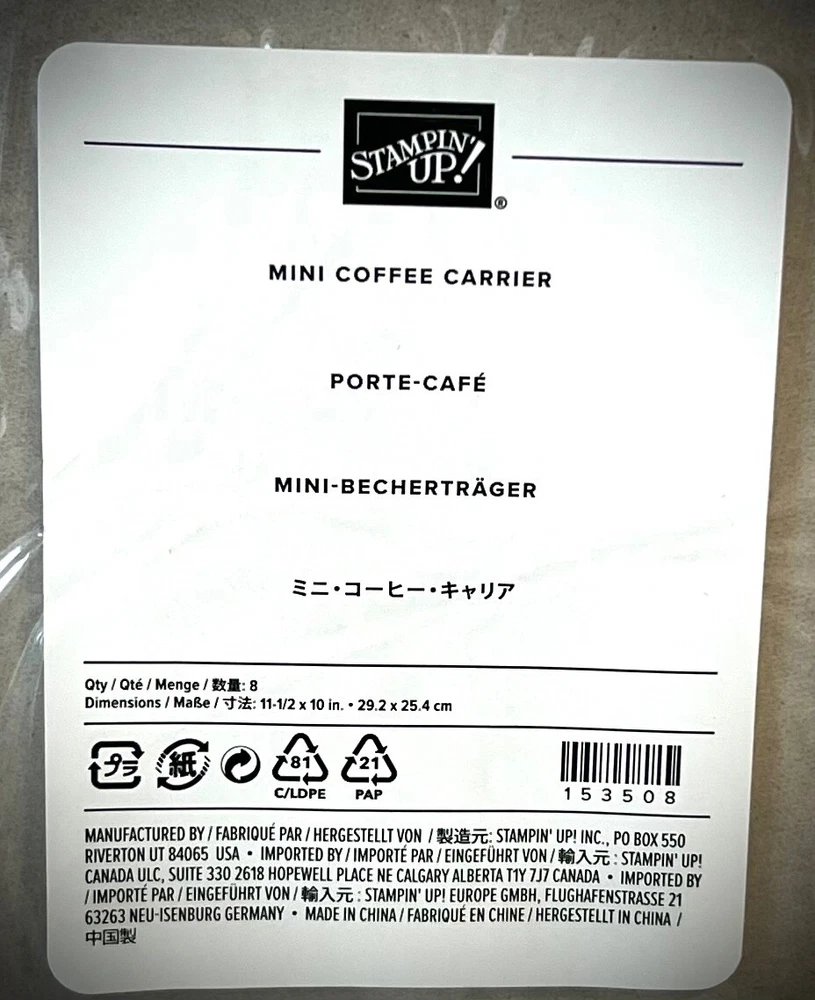 STAMPIN' UP!®
MINI COFFEE CARRIER
PORTE-CAFÉ
MINI-BECHERTRÄGER
ミニ・コーヒー・キャリア
Qty / Qté / Menge / 数量: 8
Dimensions / Maße / 寸法: 11-1/2 x 10 in. • 29.2 x 25.4 cm
プラ 紙 81 21
C/LDPE PAP
153508
MANUFACTURED BY / FABRIQUÉ PAR / HERGESTELLT VON / 製造元: STAMPIN' UP! INC., PO BOX 550
RIVERTON UT 84065 USA • IMPORTED BY / IMPORTÉ PAR / EINGEFÜHRT VON / 輸入元 : STAMPIN' UP!
CANADA ULC, SUITE 330 2618 HOPEWELL PLACE NE CALGARY ALBERTA T1Y 7J7 CANADA • IMPORTED BY
/ IMPORTÉ PAR / EINGEFÜHRT VON / 輸入元 : STAMPIN' UP! EUROPE GMBH, FLUGHAFENSTRASSE 21
63263 NEU-ISENBURG GERMANY • MADE IN CHINA / FABRIQUÉ EN CHINE / HERGESTELLT IN CHINA /
中国製